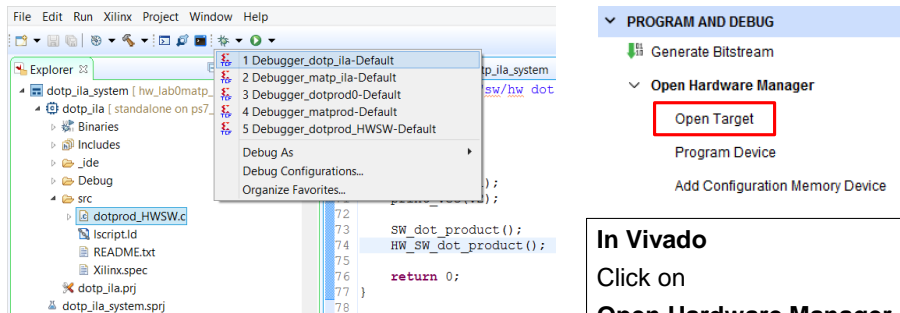 File Edit Run Xilinx Project Window Help
Explorer
dotp_ila_system [ hw_lab0matp_
dotp_ila [ standalone on ps7_
Binaries
Includes
_ide
Debug
src
dotprod_HWSW.c
lscript.ld
README.txt
Xilinx.spec
dotp_ila.prj
dotp_ila_system.sprj
1 Debugger_dotp_ila-Default
2 Debugger_matp_ila-Default
3 Debugger_dotprod0-Default
4 Debugger_matprod-Default
5 Debugger_dotprod_HWSW-Default
Debug As
Debug Configurations...
Organize Favorites...
tp_ila_system
sw/hw dot
);
72
73 SW_dot_product();
74 HW_SW_dot_product();
75
76 return 0;
77 }
78
PROGRAM AND DEBUG
Generate Bitstream
Open Hardware Manager
Open Target
Program Device
Add Configuration Memory Device
In Vivado
Click on
Open Hardware Manager